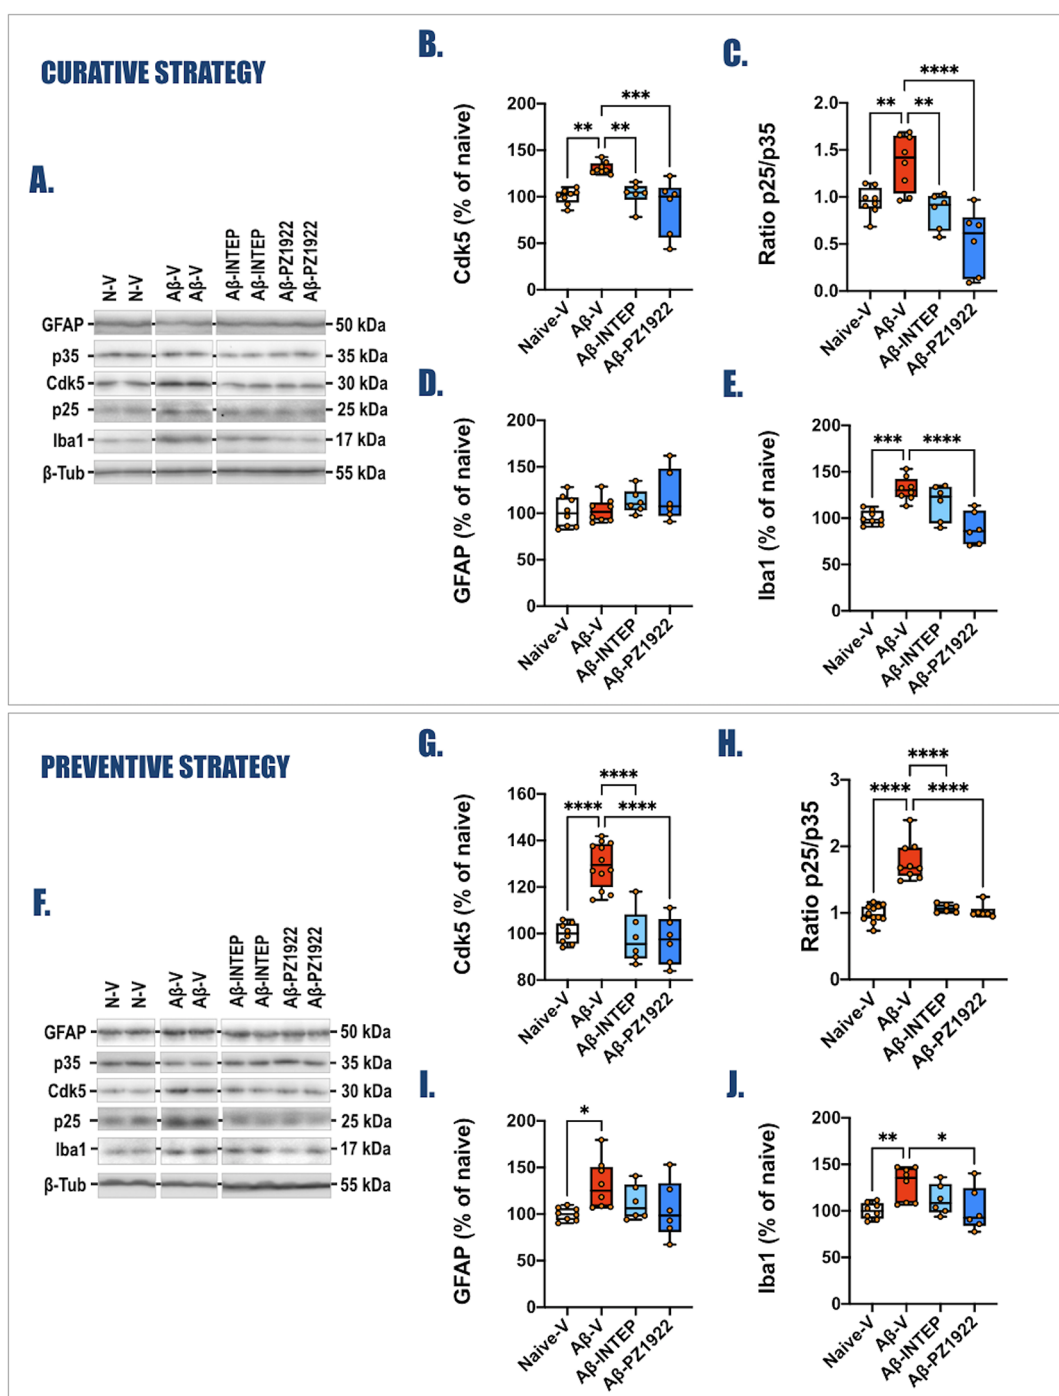 CURATIVE STRATEGY
A.
N-V N-V Aβ-V Aβ-V Aβ-INTEP Aβ-INTEP Aβ-PZ1922 Aβ-PZ1922
GFAP 50 kDa
p35 35 kDa
Cdk5 30 kDa
p25 25 kDa
Iba1 17 kDa
β-Tub 55 kDa
B.
Cdk5 (% of naive)
200
150
100
50
0
** ** ***
Naive-V Aβ-V Aβ-INTEP Aβ-PZ1922
C.
Ratio p25/p35
2.0
1.5
1.0
0.5
0.0
** ** ****
Naive-V Aβ-V Aβ-INTEP Aβ-PZ1922
D.
GFAP (% of naive)
200
150
100
50
0
Naive-V Aβ-V Aβ-INTEP Aβ-PZ1922
E.
Iba1 (% of naive)
200
150
100
50
0
*** ****
Naive-V Aβ-V Aβ-INTEP Aβ-PZ1922
PREVENTIVE STRATEGY
F.
N-V N-V Aβ-V Aβ-V Aβ-INTEP Aβ-INTEP Aβ-PZ1922 Aβ-PZ1922
GFAP 50 kDa
p35 35 kDa
Cdk5 30 kDa
p25 25 kDa
Iba1 17 kDa
β-Tub 55 kDa
G.
Cdk5 (% of naive)
160
140
120
100
80
**** **** ****
Naive-V Aβ-V Aβ-INTEP Aβ-PZ1922
H.
Ratio p25/p35
3
2
1
0
**** **** ****
Naive-V Aβ-V Aβ-INTEP Aβ-PZ1922
I.
GFAP (% of naive)
200
150
100
50
0
*
Naive-V Aβ-V Aβ-INTEP Aβ-PZ1922
J.
Iba1 (% of naive)
200
150
100
50
0
** *
Naive-V Aβ-V Aβ-INTEP Aβ-PZ1922